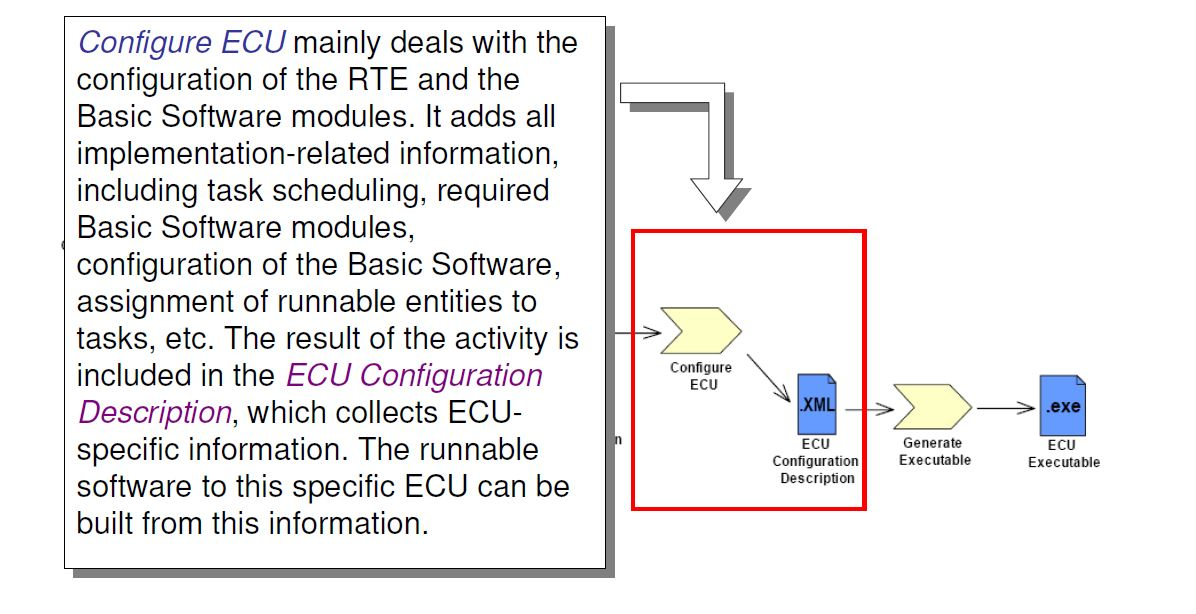 Configure ECU mainly deals with the
configuration of the RTE and the
Basic Software modules. It adds all
implementation-related information,
including task scheduling, required
Basic Software modules,
configuration of the Basic Software,
assignment of runnable entities to
tasks, etc. The result of the activity is
included in the ECU Configuration
Description, which collects ECU-
specific information. The runnable
software to this specific ECU can be
built from this information.
Configure
ECU
.XML
ECU
Configuration
Description
Generate
Executable
.exe
ECU
Executable